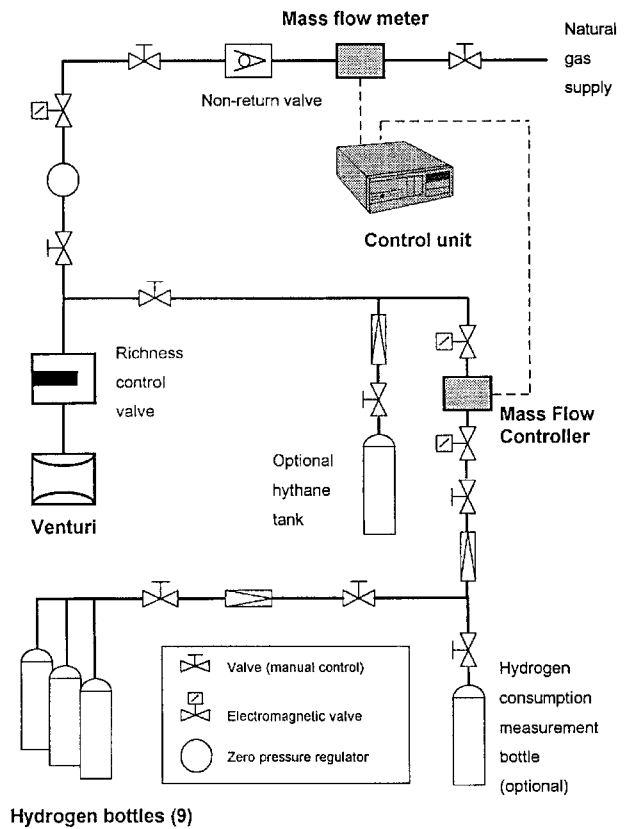 Mass flow meter
Natural
gas
supply
Non-return valve
Control unit
Richness
control
valve
Mass Flow
Controller
Optional
hythane
tank
Venturi
Valve (manual control)
Electromagnetic valve
Zero pressure regulator
Hydrogen
consumption
measurement
bottle
(optional)
Hydrogen bottles (9)